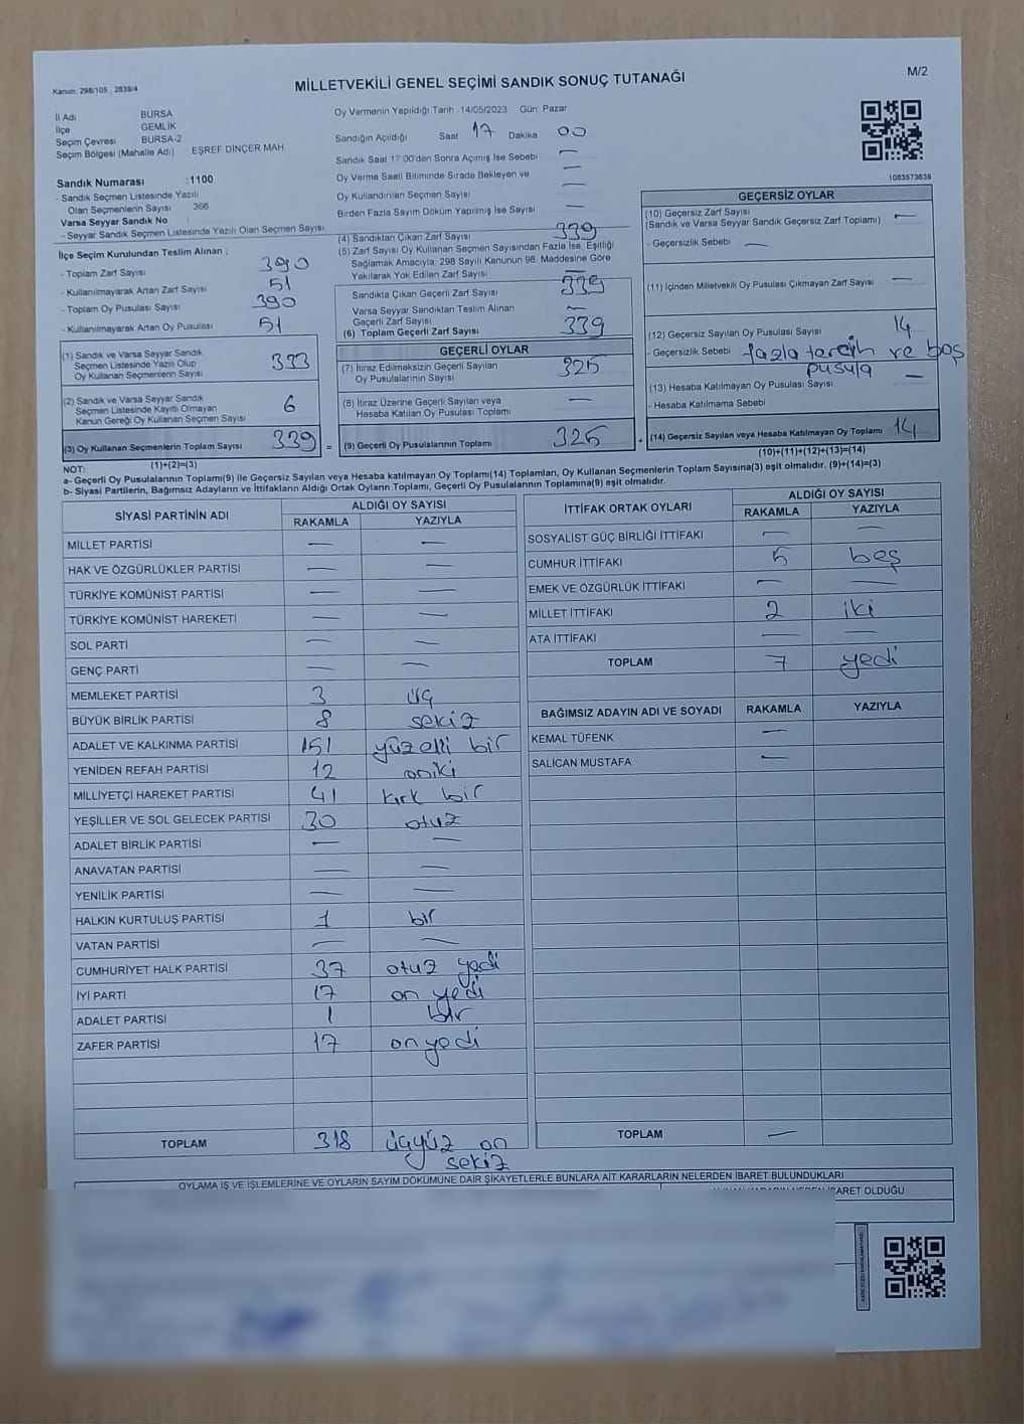 Kanun: 298/105 , 2839/4
MİLLETVEKİLİ GENEL SEÇİMİ SANDIK SONUÇ TUTANAĞI
M/2
İl Adı BURSA
İlçe GEMLİK
Seçim Çevresi BURSA-2
Seçim Bölgesi (Mahalle Adı) EŞREF DİNÇER MAH
Sandık Numarası :1100
- Sandık Seçmen Listesinde Yazılı
Olan Seçmenlerin Sayısı 366
Varsa Seyyar Sandık No
- Seyyar Sandık Seçmen Listesinde Yazılı Olan Seçmen Sayısı
İlçe Seçim Kurulundan Teslim Alınan :
- Toplam Zarf Sayısı 390
- Kullanılmayarak Artan Zarf Sayısı 51
- Toplam Oy Pusulası Sayısı 390
- Kullanılmayarak Artan Oy Pusulası 51
(1) Sandık ve Varsa Seyyar Sandık
Seçmen Listesinde Yazılı Olup
Oy Kullanan Seçmenlerin Sayısı 333
(2) Sandık ve Varsa Seyyar Sandık
Seçmen Listesinde Kayıtlı Olmayan
Kanun Gereği Oy Kullanan Seçmen Sayısı 6
(3) Oy Kullanan Seçmenlerin Toplam Sayısı 339 =
(1)+(2)=(3)
Oy Vermenin Yapıldığı Tarih : 14/05/2023 Gün: Pazar
Sandığın Açıldığı Saat 17 Dakika 00
Sandık Saat 17:00'den Sonra Açılmış İse Sebebi —
Oy Verme Saati Bitiminde Sırada Bekleyen ve —
Oy Kullandırılan Seçmen Sayısı —
Birden Fazla Sayım Döküm Yapılmış İse Sayısı —
(4) Sandıktan Çıkan Zarf Sayısı 339
(5) Zarf Sayısı Oy Kullanan Seçmen Sayısından Fazla İse, Eşitliği
Sağlamak Amacıyla, 298 Sayılı Kanunun 98. Maddesine Göre
Yakılarak Yok Edilen Zarf Sayısı —
Sandıkta Çıkan Geçerli Zarf Sayısı 339
Varsa Seyyar Sandıktan Teslim Alınan
Geçerli Zarf Sayısı —
(6) Toplam Geçerli Zarf Sayısı 339
GEÇERLİ OYLAR
(7) İtiraz Edilmeksizin Geçerli Sayılan
Oy Pusulalarının Sayısı 325
(8) İtiraz Üzerine Geçerli Sayılan veya
Hesaba Katılan Oy Pusulası Toplamı —
(9) Geçerli Oy Pusulalarının Toplamı 325 +
1083573638
GEÇERSİZ OYLAR
(10) Geçersiz Zarf Sayısı
(Sandık ve Varsa Seyyar Sandık Geçersiz Zarf Toplamı) —
- Geçersizlik Sebebi —
(11) İçinden Milletvekili Oy Pusulası Çıkmayan Zarf Sayısı —
(12) Geçersiz Sayılan Oy Pusulası Sayısı 14
- Geçersizlik Sebebi fazla tercih ve boş
pusula
(13) Hesaba Katılmayan Oy Pusulası Sayısı —
- Hesaba Katılmama Sebebi
(14) Geçersiz Sayılan veya Hesaba Katılmayan Oy Toplamı 14
(10)+(11)+(12)+(13)=(14)
NOT:
a- Geçerli Oy Pusulalarının Toplamı(9) ile Geçersiz Sayılan veya Hesaba katılmayan Oy Toplamı(14) Toplamları, Oy Kullanan Seçmenlerin Toplam Sayısına(3) eşit olmalıdır. (9)+(14)=(3)
b- Siyasi Partilerin, Bağımsız Adayların ve İttifakların Aldığı Ortak Oyların Toplamı, Geçerli Oy Pusulalarının Toplamına(9) eşit olmalıdır.
SİYASİ PARTİNİN ADI ALDIĞI OY SAYISI
RAKAMLA YAZIYLA
MİLLET PARTİSİ — —
HAK VE ÖZGÜRLÜKLER PARTİSİ — —
TÜRKİYE KOMÜNİST PARTİSİ — —
TÜRKİYE KOMÜNİST HAREKETİ — —
SOL PARTİ — —
GENÇ PARTİ — —
MEMLEKET PARTİSİ 3 üç
BÜYÜK BİRLİK PARTİSİ 8 sekiz
ADALET VE KALKINMA PARTİSİ 151 yüzelli bir
YENİDEN REFAH PARTİSİ 12 oniki
MİLLİYETÇİ HAREKET PARTİSİ 41 kırk bir
YEŞİLLER VE SOL GELECEK PARTİSİ 30 otuz
ADALET BİRLİK PARTİSİ — —
ANAVATAN PARTİSİ — —
YENİLİK PARTİSİ — —
HALKIN KURTULUŞ PARTİSİ 1 bir
VATAN PARTİSİ — —
CUMHURİYET HALK PARTİSİ 37 otuz yedi
İYİ PARTİ 17 on yedi
ADALET PARTİSİ 1 bir
ZAFER PARTİSİ 17 onyedi
TOPLAM 318 üçyüz on
sekiz
İTTİFAK ORTAK OYLARI ALDIĞI OY SAYISI
RAKAMLA YAZIYLA
SOSYALİST GÜÇ BİRLİĞİ İTTİFAKI — —
CUMHUR İTTİFAKI 5 beş
EMEK VE ÖZGÜRLÜK İTTİFAKI — —
MİLLET İTTİFAKI 2 iki
ATA İTTİFAKI — —
TOPLAM 7 yedi
BAĞIMSIZ ADAYIN ADI VE SOYADI RAKAMLA YAZIYLA
KEMAL TÜFENK —
SALİCAN MUSTAFA —
TOPLAM —
OYLAMA İŞ VE İŞLEMLERİNE VE OYLARIN SAYIM DÖKÜMÜNE DAİR ŞİKAYETLERLE BUNLARA AİT KARARLARIN NELERDEN İBARET BULUNDUKLARI
İBARET OLDUĞU